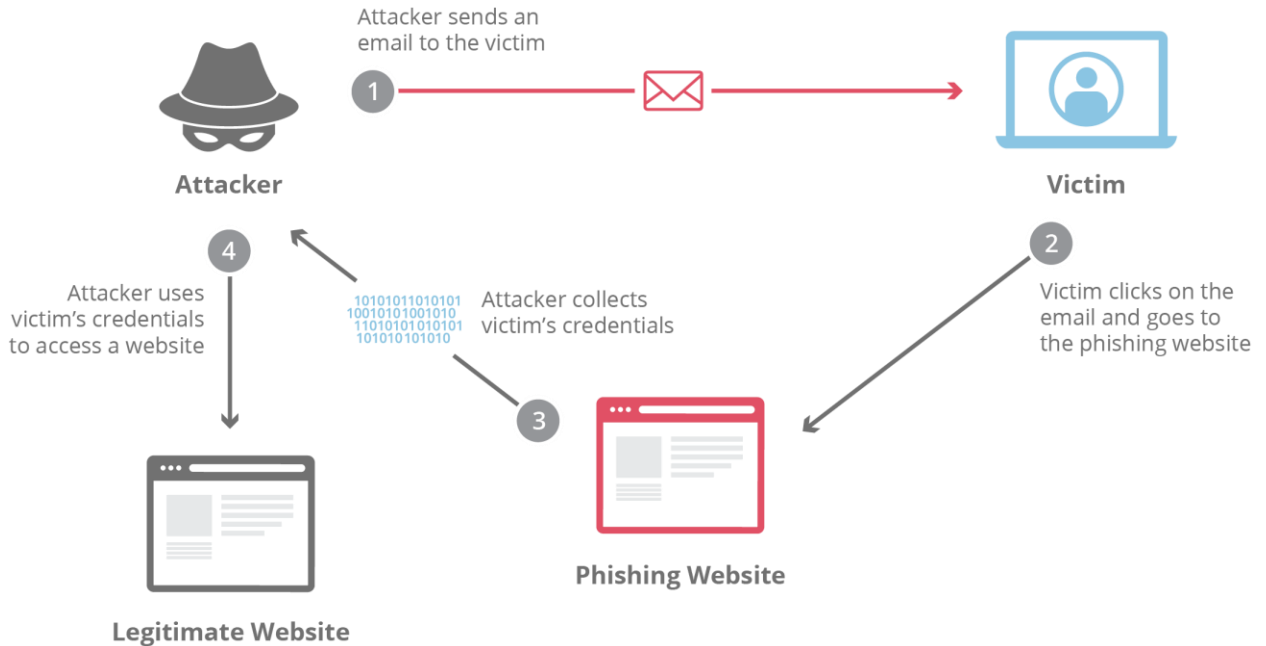 Attacker sends an
email to the victim
1
Attacker
Victim
4
2
Attacker uses
victim's credentials
to access a website
10101011010101
10010101001010
11010101010101
101010101010
Attacker collects
victim's credentials
Victim clicks on the
email and goes to
the phishing website
3
Phishing Website
Legitimate Website